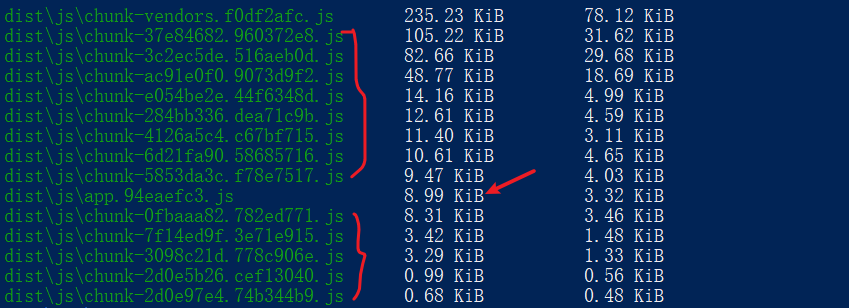 dist\js\chunk-vendors.f0df2afc.js 235.23 KiB 78.12 KiB
dist\js\chunk-37e84682.960372e8.js 105.22 KiB 31.62 KiB
dist\js\chunk-3c2ec5de.516aeb0d.js 82.66 KiB 29.68 KiB
dist\js\chunk-ac91e0f0.9073d9f2.js 48.77 KiB 18.69 KiB
dist\js\chunk-e054be2e.44f6348d.js 14.16 KiB 4.99 KiB
dist\js\chunk-284bb336.dea71c9b.js 12.61 KiB 4.59 KiB
dist\js\chunk-4126a5c4.c67bf715.js 11.40 KiB 3.11 KiB
dist\js\chunk-6d21fa90.58685716.js 10.61 KiB 4.65 KiB
dist\js\chunk-5853da3c.f78e7517.js 9.47 KiB 4.03 KiB
dist\js\app.94eaefc3.js 8.99 KiB 3.32 KiB
dist\js\chunk-0fbaaa82.782ed771.js 8.31 KiB 3.46 KiB
dist\js\chunk-7f14ed9f.3e71e915.js 3.42 KiB 1.48 KiB
dist\js\chunk-3098c21d.778c906e.js 3.29 KiB 1.33 KiB
dist\js\chunk-2d0e5b26.cef13040.js 0.99 KiB 0.56 KiB
dist\js\chunk-2d0e97e4.74b344b9.js 0.68 KiB 0.48 KiB